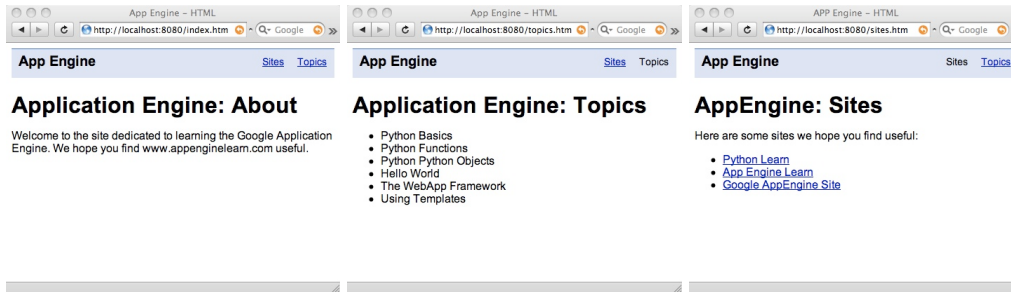 App Engine – HTML
http://localhost:8080/index.htm
Google
App Engine
Sites Topics
Application Engine: About
Welcome to the site dedicated to learning the Google Application
Engine. We hope you find www.appenginelearn.com useful.
App Engine – HTML
http://localhost:8080/topics.htm
Google
App Engine
Sites Topics
Application Engine: Topics
• Python Basics
• Python Functions
• Python Python Objects
• Hello World
• The WebApp Framework
• Using Templates
APP Engine – HTML
http://localhost:8080/sites.htm
Google
App Engine
Sites Topics
AppEngine: Sites
Here are some sites we hope you find useful:
• Python Learn
• App Engine Learn
• Google AppEngine Site